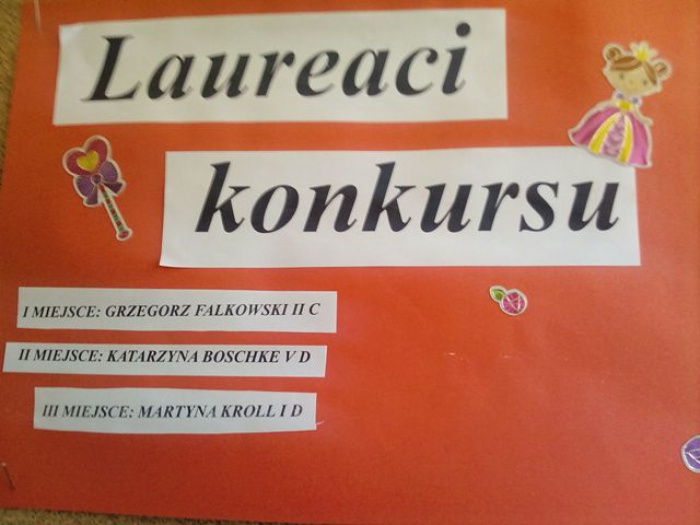 Laureaci
konkursu
I MIEJSCE: GRZEGORZ FALKOWSKI II C
II MIEJSCE: KATARZYNA BOSCHKE V D
III MIEJSCE: MARTYNA KROLL I D